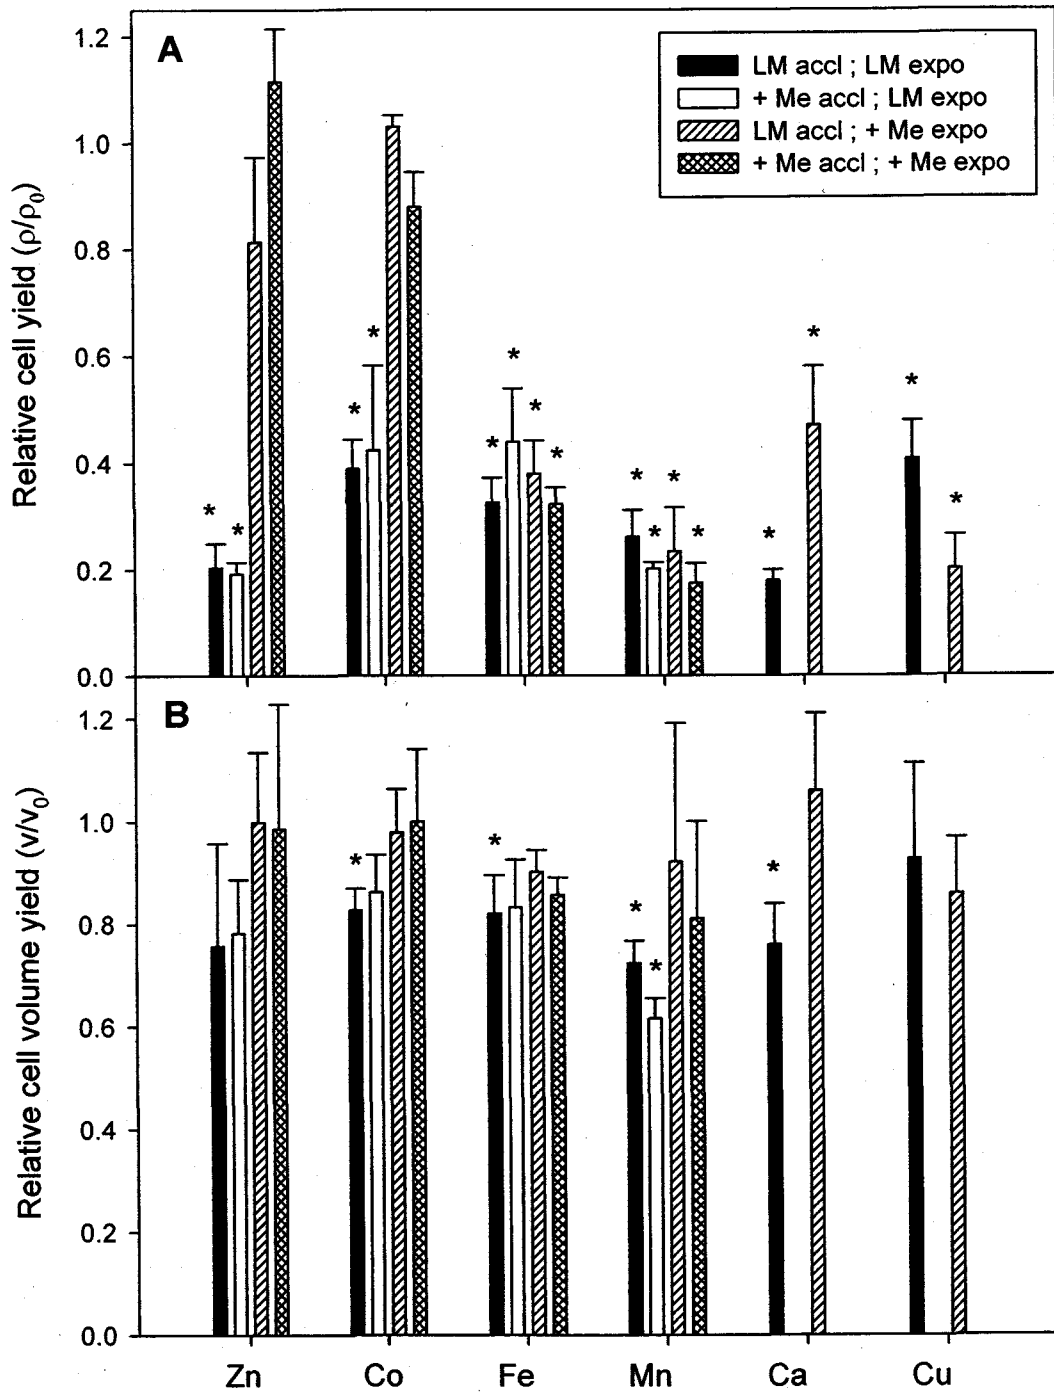 A
LM accl ; LM expo
+ Me accl ; LM expo
LM accl ; + Me expo
+ Me accl ; + Me expo
Relative cell yield (ρ/ρ0)
1.2
1.0
0.8
0.6
0.4
0.2
0.0
* * * * * * * * * * * * * * * *
B
Relative cell volume yield (v/v0)
1.2
1.0
0.8
0.6
0.4
0.2
0.0
* * * * *
Zn Co Fe Mn Ca Cu